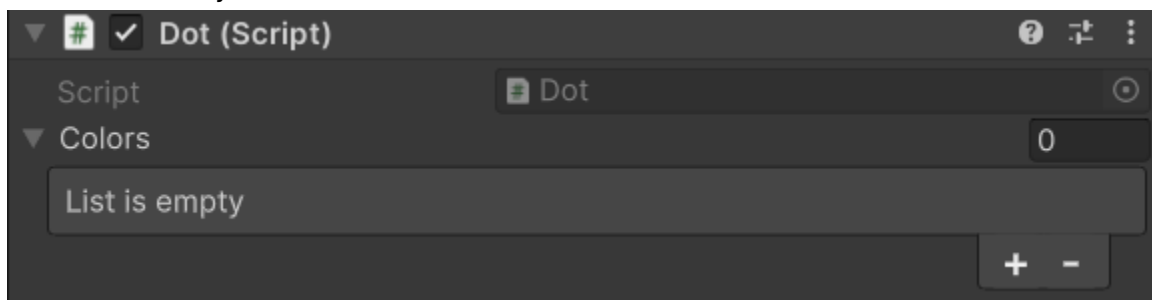 # Dot (Script)
Script # Dot
Colors 0
List is empty
+ -